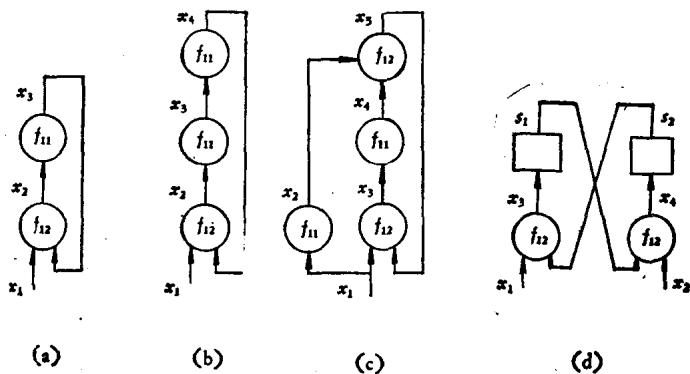 x₃
f₁₁
x₂
f₁₂
x₁
(a)
x₄
f₁₁
x₃
f₁₁
x₂
f₁₂
x₁
(b)
x₅
f₁₂
x₄
f₁₁
x₂
x₃
f₁₁
f₁₂
x₁
(c)
s₁
s₂
x₃
x₄
f₁₂
f₁₂
x₁
x₂
(d)